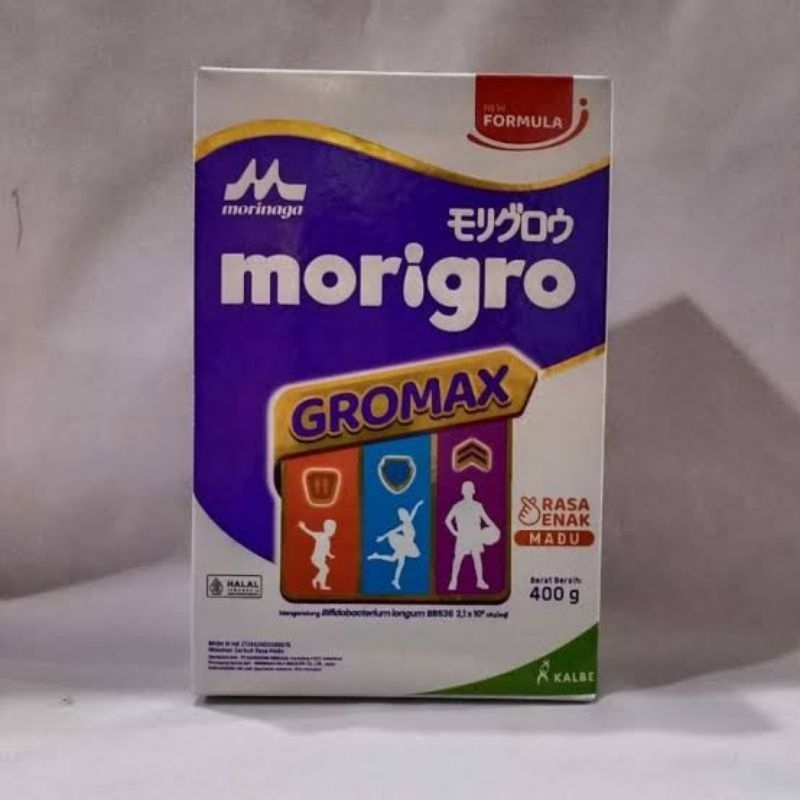 NEW
FORMULA
morinaga
モリグロウ
morigro
GROMAX
RASA
ENAK
MADU
HALAL
INDONESIA
Berat Bersih:
400 g
Mengandung Bifidobacterium longum BB536
KALBE